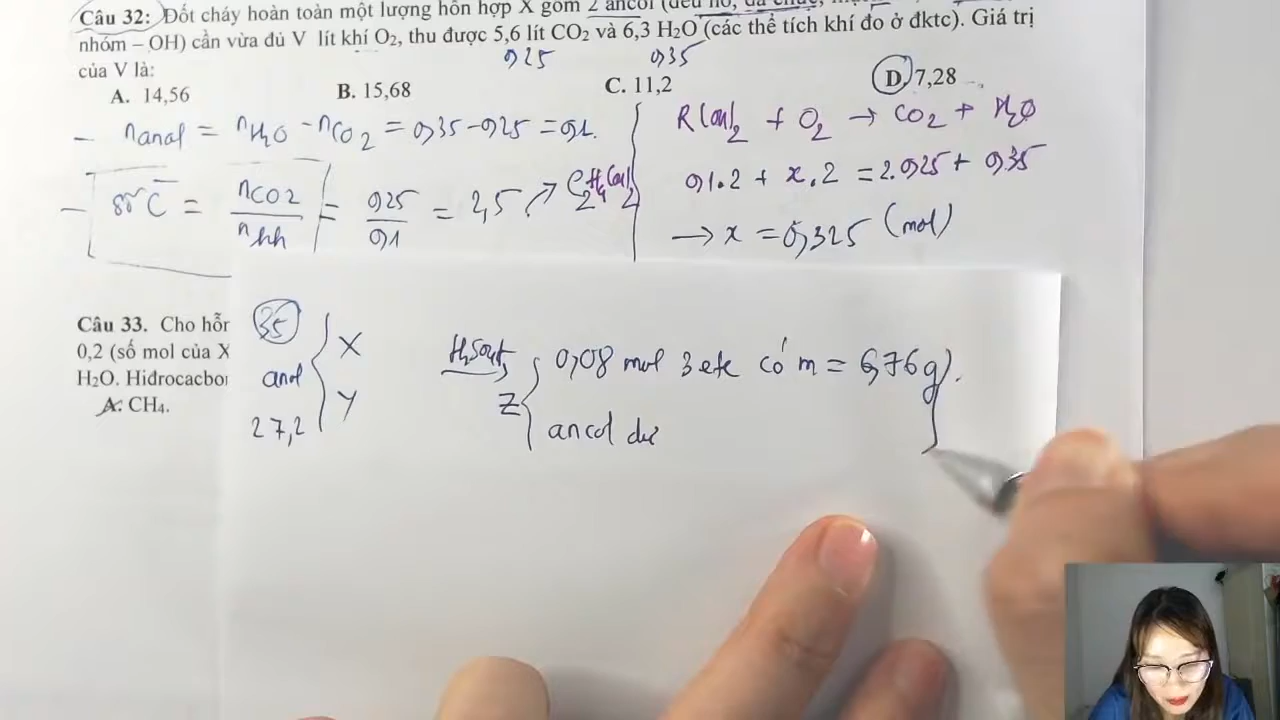 Câu 32: Đốt cháy hoàn toàn một lượng hỗn hợp X gồm 2 ancol (đều no, đa chức,
nhóm – OH) cần vừa đủ V lít khí O₂, thu được 5,6 lít CO₂ và 6,3 H₂O (các thể tích khí đo ở đktc). Giá trị
0,25 0,35
của V là:
A. 14,56 B. 15,68 C. 11,2 D. 7,28
- nancol = nH₂O - nCO₂ = 0,35 - 0,25 = 0,1.
R(OH)₂ + O₂ → CO₂ + H₂O
- số C̄ = nCO₂ / nhh = 0,25 / 0,1 = 2,5 ↗ C₂H₄(OH)₂
0,1.2 + x.2 = 2.0,25 + 0,35
→ x = 0,325 (mol)
Câu 33. Cho hỗn
0,2 (số mol của X
H₂O. Hiđrocacbon
A. CH₄.
35
ancol
27,2
X
Y
H₂SO₄
Z
0,08 mol 3 ete có m = 6,76g
ancol dư